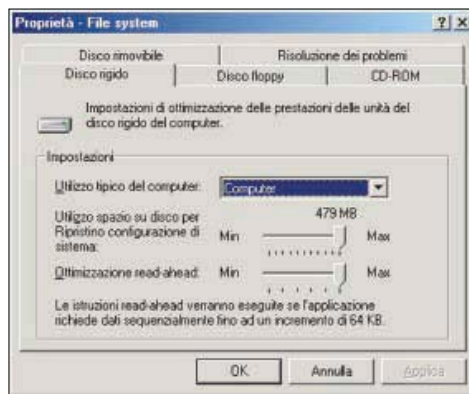 Proprietà - File system
Disco rimovibile
Risoluzione dei problemi
Disco rigido
Disco floppy
CD-ROM
Impostazioni di ottimizzazione delle prestazioni delle unità del
disco rigido del computer.
Impostazioni
Utilizzo tipico del computer:
Computer
Utilizzo spazio su disco per
Ripristino configurazione di
sistema:
479 MB
Min
Max
Ottimizzazione read-ahead:
Min
Max
Le istruzioni read-ahead verranno eseguite se l'applicazione
richiede dati sequenzialmente fino ad un incremento di 64 KB.
OK
Annulla
Applica